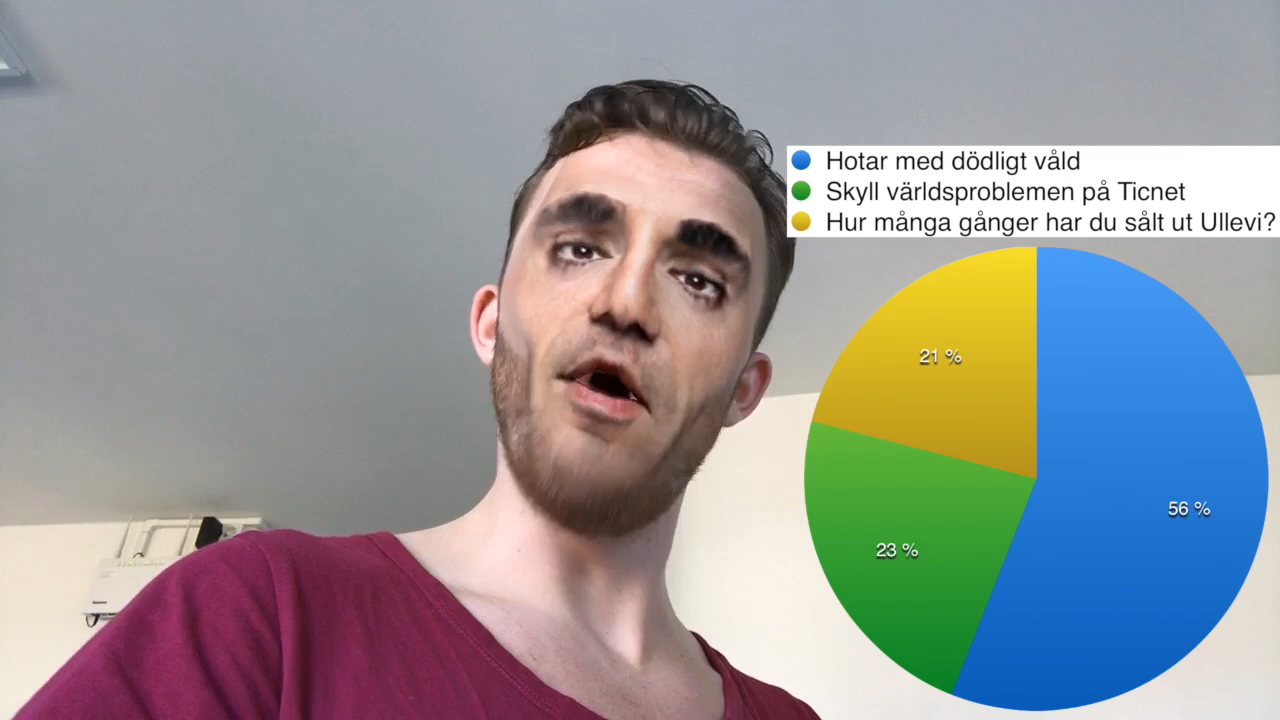 Hotar med dödligt våld
Skyll världsproblemen på Ticnet
Hur många gånger har du sålt ut Ullevi?
21 %
56 %
23 %